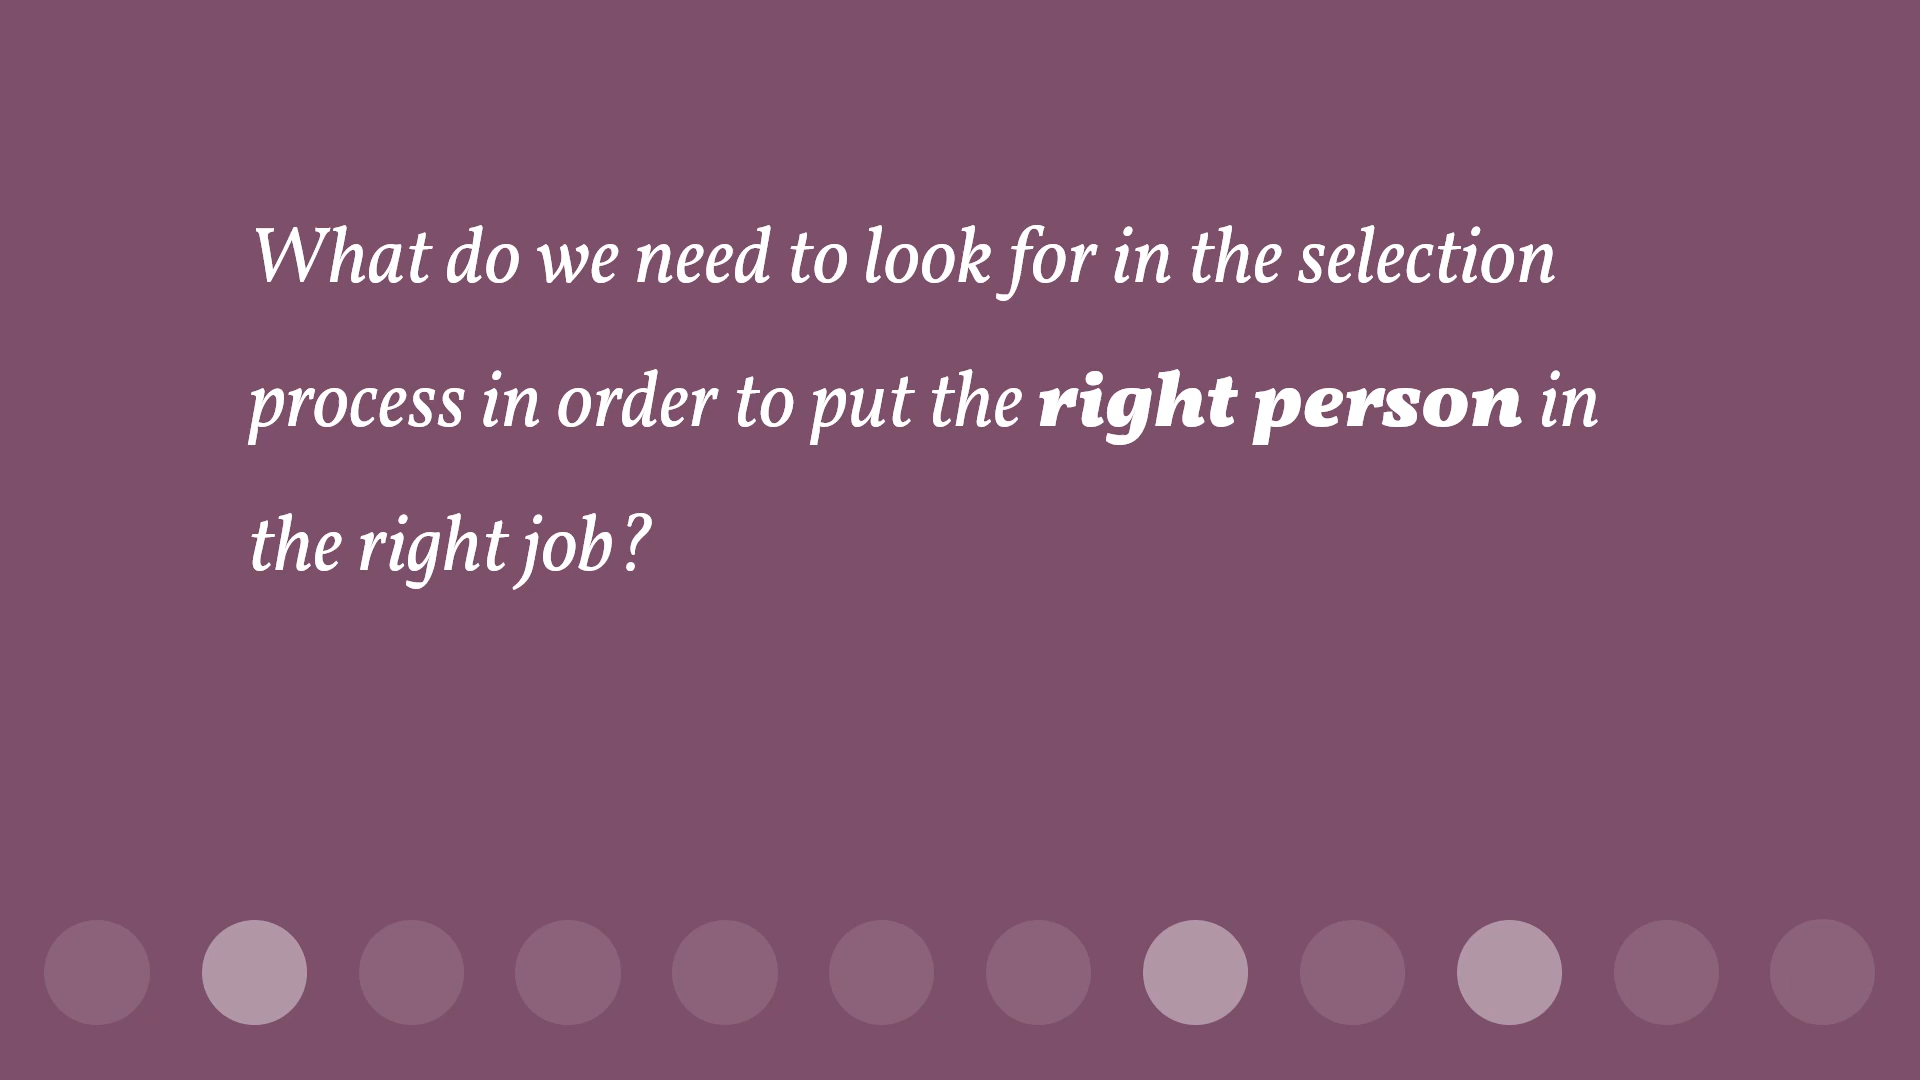 What do we need to look for in the selection
process in order to put the right person in
the right job?